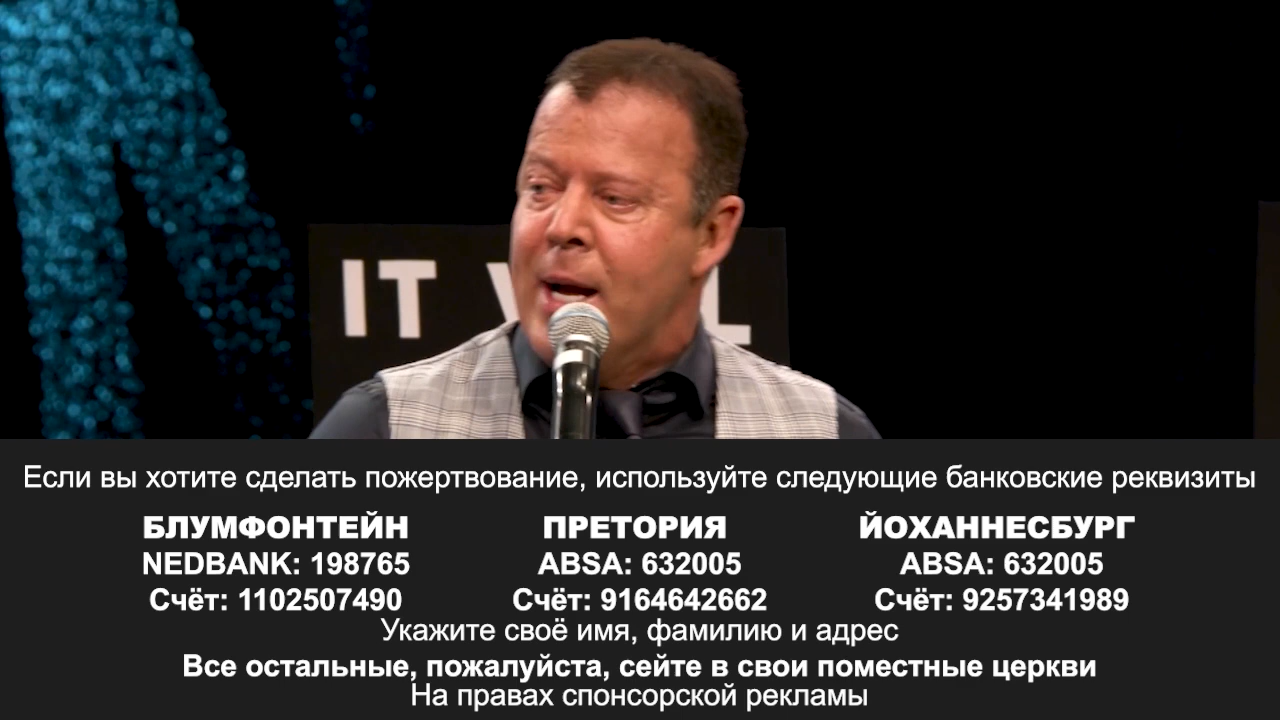 IT
Если вы хотите сделать пожертвование, используйте следующие банковские реквизиты
БЛУМФОНТЕЙН ПРЕТОРИЯ ЙОХАННЕСБУРГ
NEDBANK: 198765 ABSA: 632005 ABSA: 632005
Счёт: 1102507490 Счёт: 9164642662 Счёт: 9257341989
Укажите своё имя, фамилию и адрес
Все остальные, пожалуйста, сейте в свои поместные церкви
На правах спонсорской рекламы